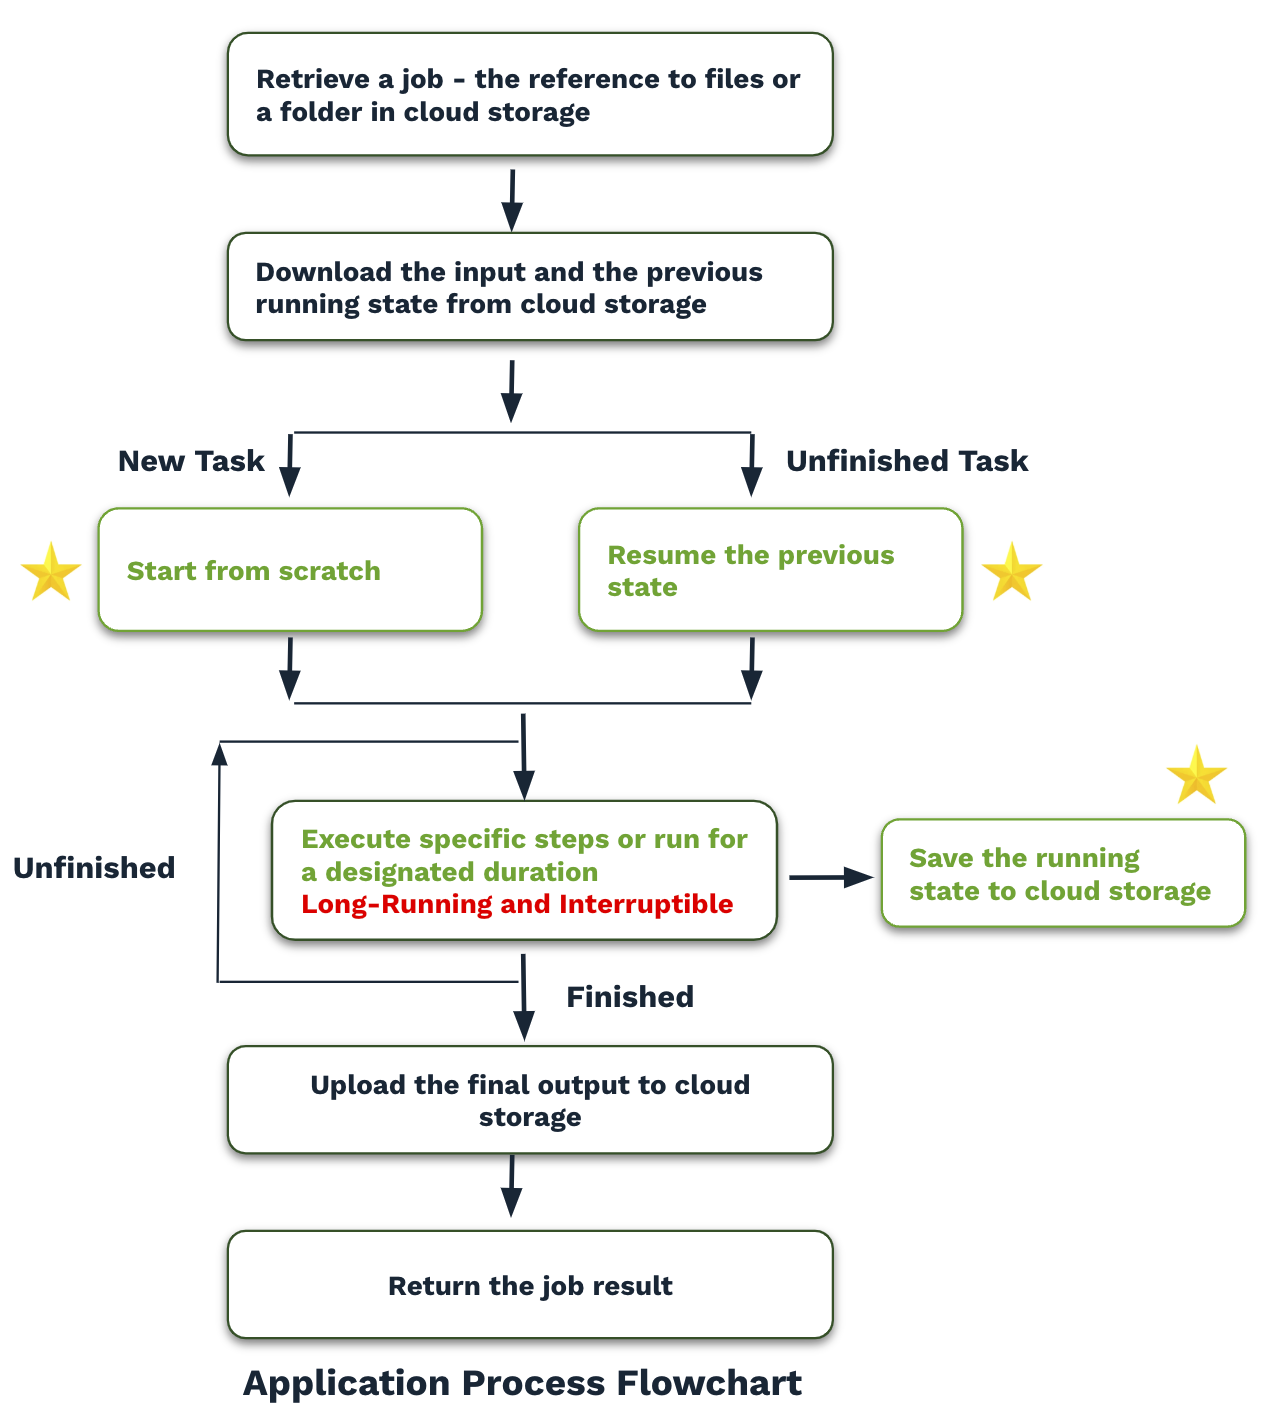 Retrieve a job - the reference to files or
a folder in cloud storage
Download the input and the previous
running state from cloud storage
New Task
Unfinished Task
Start from scratch
Resume the previous
state
Unfinished
Execute specific steps or run for
a designated duration
Long-Running and Interruptible
Save the running
state to cloud storage
Finished
Upload the final output to cloud
storage
Return the job result
Application Process Flowchart